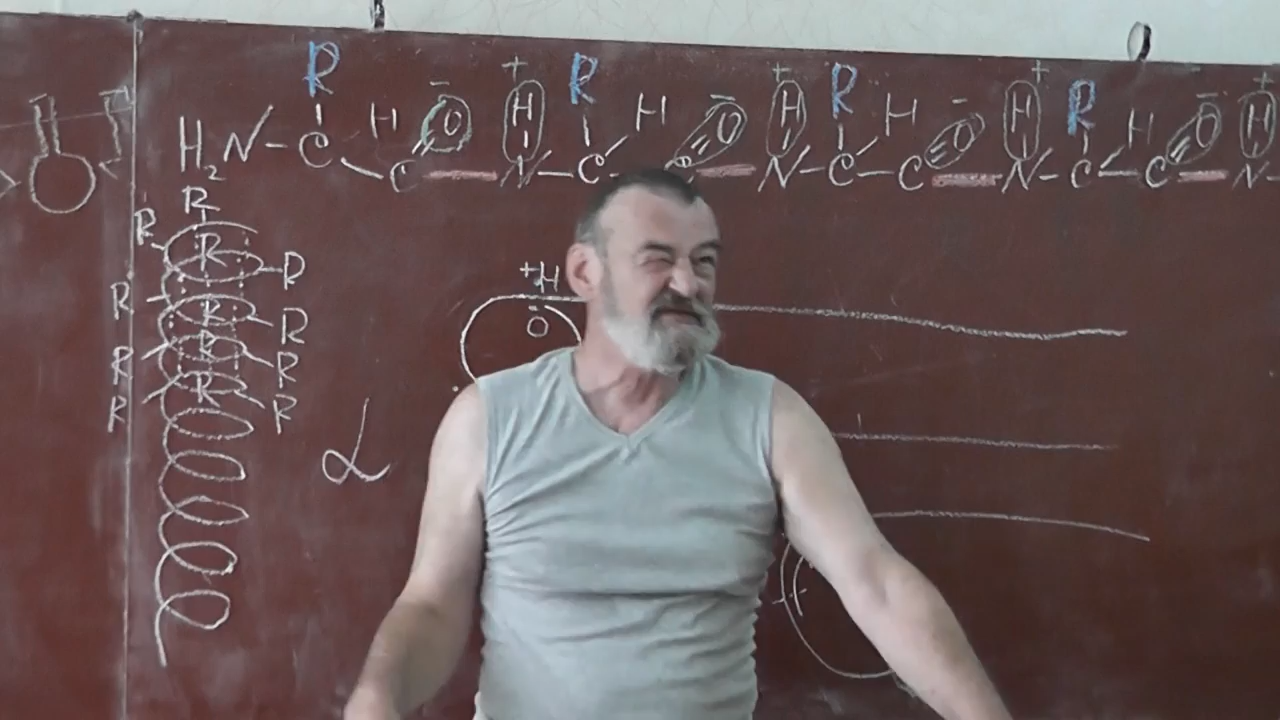 R R R R
H - + H H - + H H - + H H - + H
O O O O
H₂N-C C N-C C N-C-C N-C-C N
R
R R
R
R R
R R
R R
R R R
+H
-
O
α